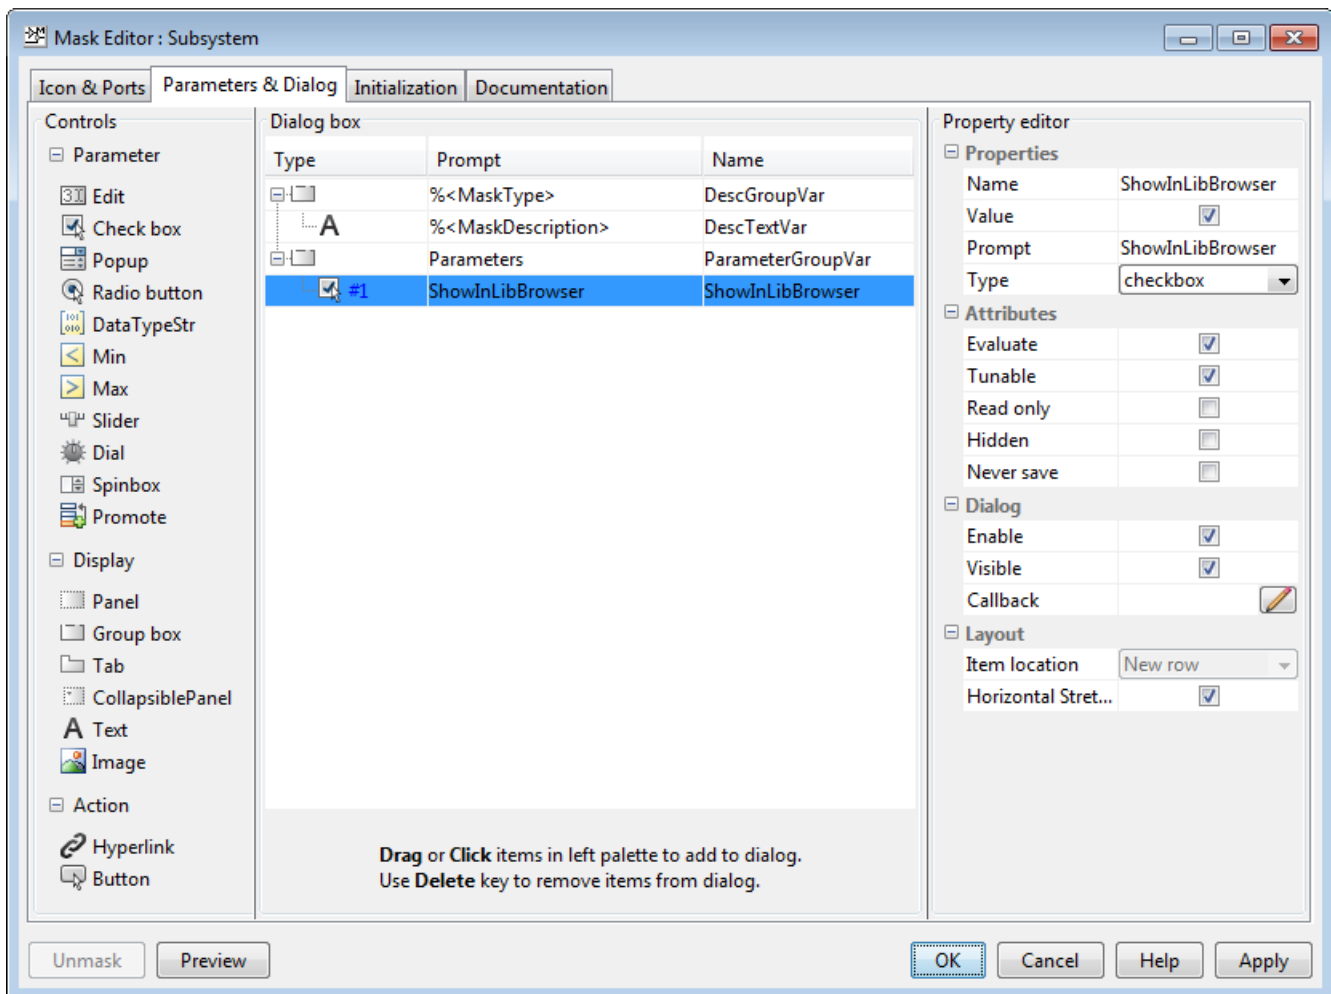 Mask Editor : Subsystem
Icon & Ports
Parameters & Dialog
Initialization
Documentation
Controls
Parameter
Edit
Check box
Popup
Radio button
DataTypeStr
Min
Max
Slider
Dial
Spinbox
Promote
Display
Panel
Group box
Tab
CollapsiblePanel
A Text
Image
Action
Hyperlink
Button
Dialog box
Type Prompt Name
%<MaskType> DescGroupVar
A %<MaskDescription> DescTextVar
Parameters ParameterGroupVar
#1 ShowInLibBrowser ShowInLibBrowser
Drag or Click items in left palette to add to dialog.
Use Delete key to remove items from dialog.
Property editor
Properties
Name ShowInLibBrowser
Value
Prompt ShowInLibBrowser
Type checkbox
Attributes
Evaluate
Tunable
Read only
Hidden
Never save
Dialog
Enable
Visible
Callback
Layout
Item location New row
Horizontal Stret...
Unmask
Preview
OK
Cancel
Help
Apply